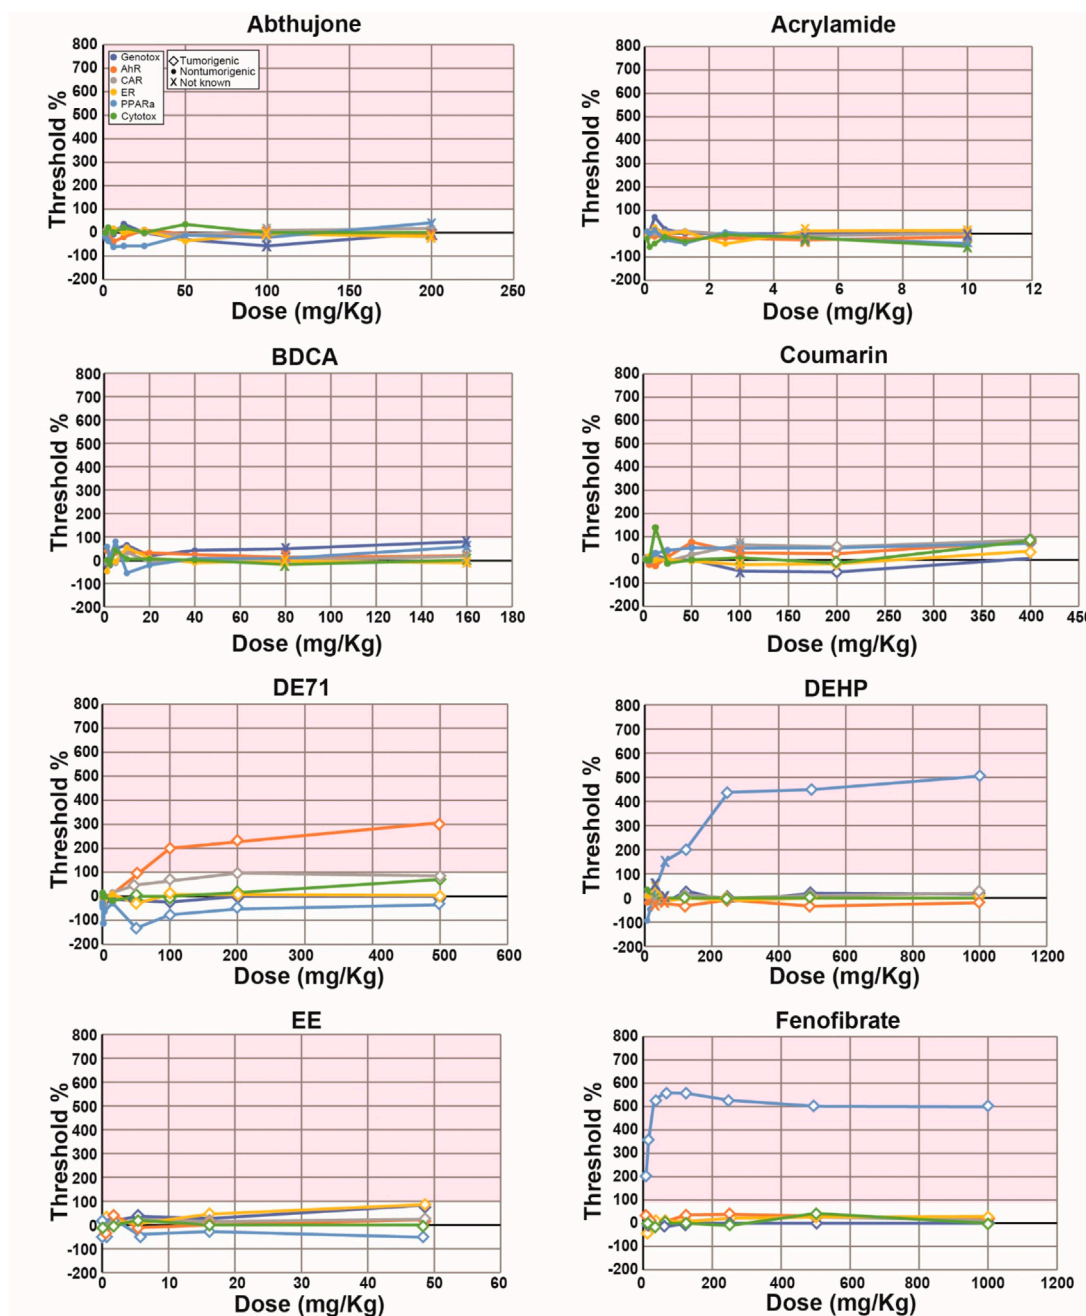 Abthujone
Threshold %
800
700
600
500
400
300
200
100
0
-100
-200
Genotox
AhR
CAR
ER
PPARa
Cytotox
Tumorigenic
Nontumorigenic
Not known
0 50 100 150 200 250
Dose (mg/Kg)
Acrylamide
Threshold %
800
700
600
500
400
300
200
100
0
-100
-200
0 2 4 6 8 10 12
Dose (mg/Kg)
BDCA
Threshold %
800
700
600
500
400
300
200
100
0
-100
-200
0 20 40 60 80 100 120 140 160 180
Dose (mg/Kg)
Coumarin
Threshold %
800
700
600
500
400
300
200
100
0
-100
-200
0 50 100 150 200 250 300 350 400 450
Dose (mg/Kg)
DE71
Threshold %
800
700
600
500
400
300
200
100
0
-100
-200
0 100 200 300 400 500 600
Dose (mg/Kg)
DEHP
Threshold %
800
700
600
500
400
300
200
100
0
-100
-200
0 200 400 600 800 1000 1200
Dose (mg/Kg)
EE
Threshold %
800
700
600
500
400
300
200
100
0
-100
-200
0 10 20 30 40 50 60
Dose (mg/Kg)
Fenofibrate
Threshold %
800
700
600
500
400
300
200
100
0
-100
-200
0 200 400 600 800 1000 1200
Dose (mg/Kg)